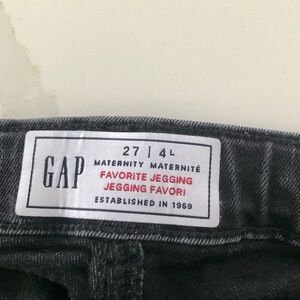 GAP
27 | 4L
MATERNITY MATERNITÉ
FAVORITE JEGGING
JEGGING FAVORI
ESTABLISHED IN 1969